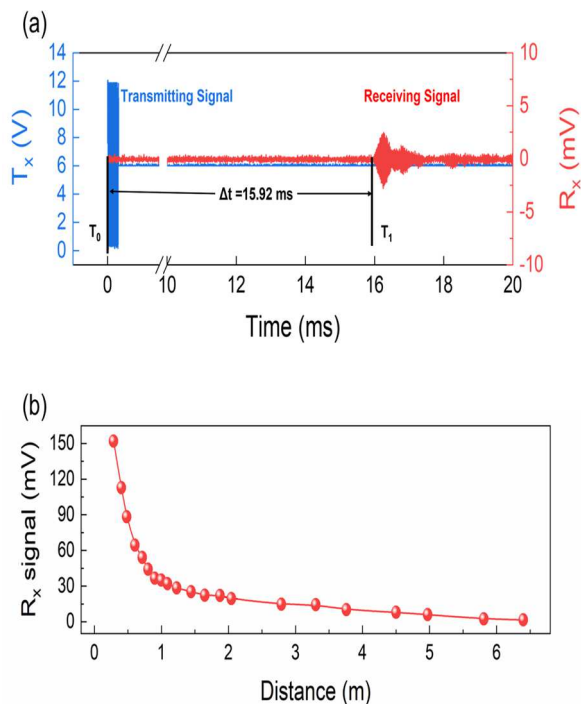 (a)
14
12
10
8
6
4
2
0
Tx (V)
Transmitting Signal
Receiving Signal
10
5
0
-5
-10
Rx (mV)
Δt =15.92 ms
T0
T1
0 10 12 14 16 18 20
Time (ms)
(b)
150
120
90
60
30
0
Rx signal (mV)
0 1 2 3 4 5 6
Distance (m)